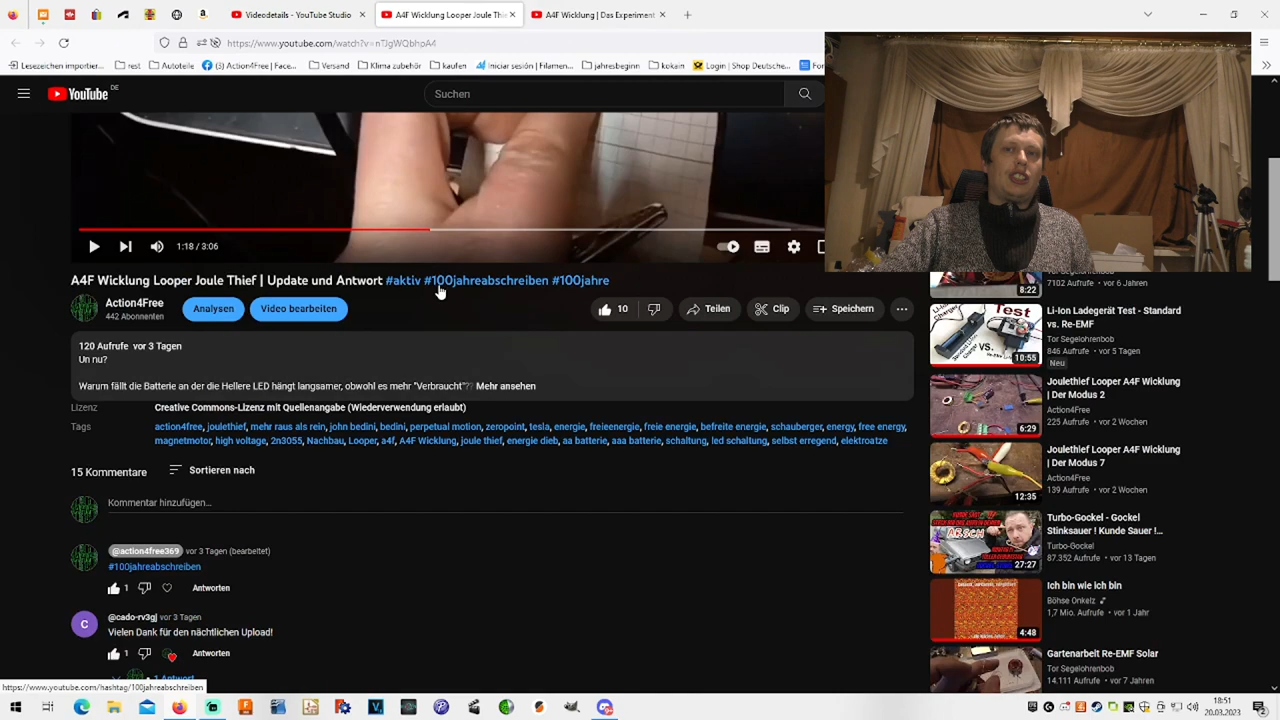 Videodetails - YouTube Studio
A4F Wicklung Looper Joule Thie
A4F Wicklung | Das Experiment
https://www.youtube.com/watch?v=nTJgWQbhpA4
Lesezeichen importier...
rest
Autoteile
(3) Action4Free | Face...
Versand
Klima zubehör
kaufen
Iniciar sesión | Filamen...
jahresbeginn
kokain
Login | Shop Deutsche...
YouTube DE
Suchen
1:18 / 3:06
A4F Wicklung Looper Joule Thief | Update und Anwort #aktiv #100jahreabschreiben #100jahre
Action4Free
442 Abonnenten
Analysen
Video bearbeiten
10
Teilen
Clip
Speichern
120 Aufrufe vor 3 Tagen
Un nu?
Warum fällt die Batterie an der die Hellere LED hängt langsamer, obwohl es mehr "Verbraucht"?? Mehr ansehen
Lizenz Creative Commons-Lizenz mit Quellenangabe (Wiederverwendung erlaubt)
Tags action4free, joulethief, mehr raus als rein, john bedini, bedini, perpetual motion, zeropoint, tesla, energie, freieenergie, freie energie, befreite energie, schauberger, energy, free energy,
magnetmotor, high voltage, 2n3055, Nachbau, Looper, a4f, A4F Wicklung, joule thief, energie dieb, aa batterie, aaa batterie, schaltung, led schaltung, selbst erregend, elektroatze
15 Kommentare
Sortieren nach
Kommentar hinzufügen...
@action4free369 vor 3 Tagen (bearbeitet)
#100jahreabschreiben
1
Antworten
C
@cado-rv3gj vor 3 Tagen
Vielen Dank für den nächtlichen Upload!
1
Antworten
1 Antwort
https://www.youtube.com/hashtag/100jahreabschreiben
8:22
7102 Aufrufe • vor 6 Jahren
Test
VS.
10:55
Li-Ion Ladegerät Test - Standard
vs. Re-EMF
Tor Segelohrenbob
846 Aufrufe • vor 5 Tagen
Neu
6:29
Joulethief Looper A4F Wicklung
| Der Modus 2
Action4Free
225 Aufrufe • vor 2 Wochen
12:35
Joulethief Looper A4F Wicklung
| Der Modus 7
Action4Free
139 Aufrufe • vor 2 Wochen
ARSCH
27:27
Turbo-Gockel - Gockel
Stinksauer ! Kunde Sauer !...
Turbo-Gockel
87.352 Aufrufe • vor 13 Tagen
4:48
Ich bin wie ich bin
Böhse Onkelz
1,7 Mio. Aufrufe • vor 1 Jahr
Gartenarbeit Re-EMF Solar
Tor Segelohrenbob
14.111 Aufrufe • vor 7 Jahren
18:51
20.03.2023